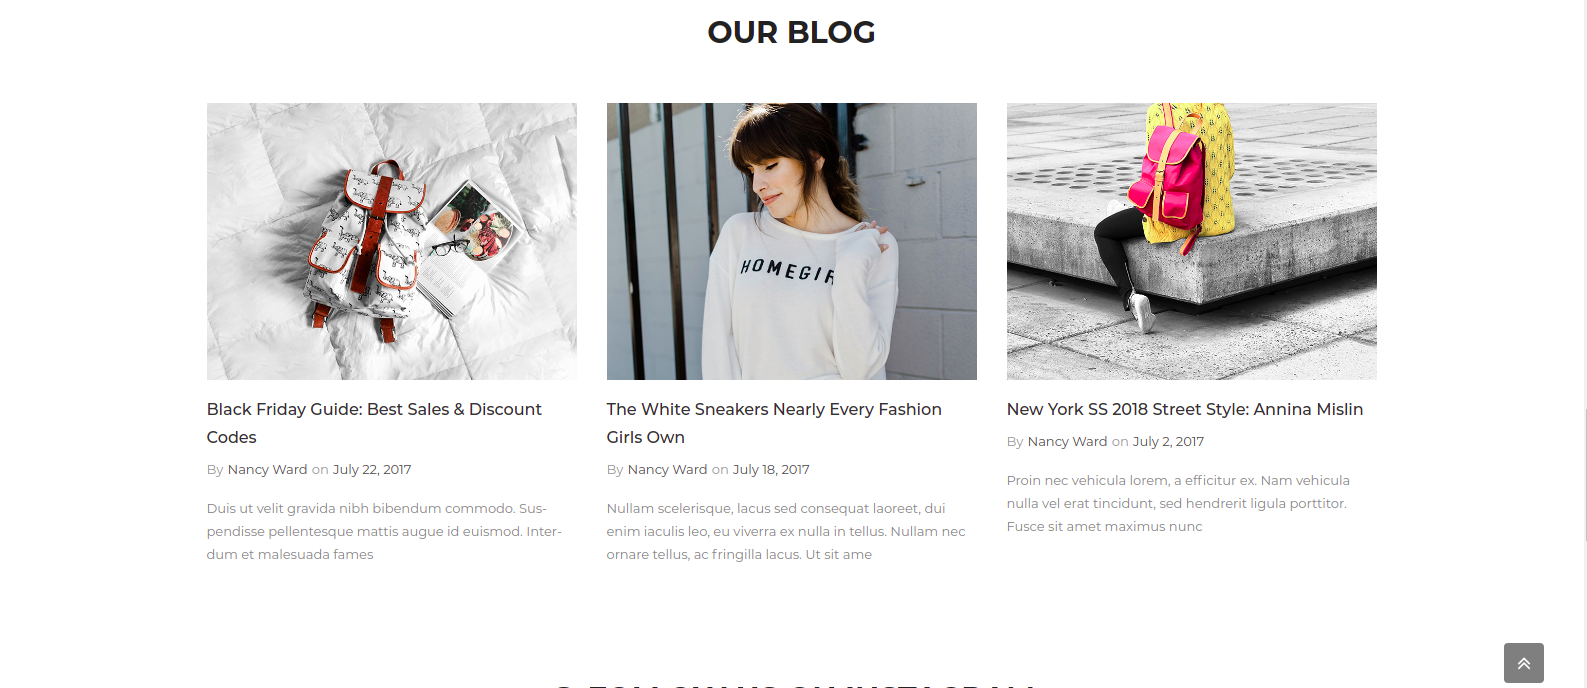 OUR BLOG
HOMEGIR
Black Friday Guide: Best Sales & Discount
Codes
By Nancy Ward on July 22, 2017
Duis ut velit gravida nibh bibendum commodo. Sus-
pendisse pellentesque mattis augue id euismod. Inter-
dum et malesuada fames
The White Sneakers Nearly Every Fashion
Girls Own
By Nancy Ward on July 18, 2017
Nullam scelerisque, lacus sed consequat laoreet, dui
enim iaculis leo, eu viverra ex nulla in tellus. Nullam nec
ornare tellus, ac fringilla lacus. Ut sit ame
New York SS 2018 Street Style: Annina Mislin
By Nancy Ward on July 2, 2017
Proin nec vehicula lorem, a efficitur ex. Nam vehicula
nulla vel erat tincidunt, sed hendrerit ligula porttitor.
Fusce sit amet maximus nunc